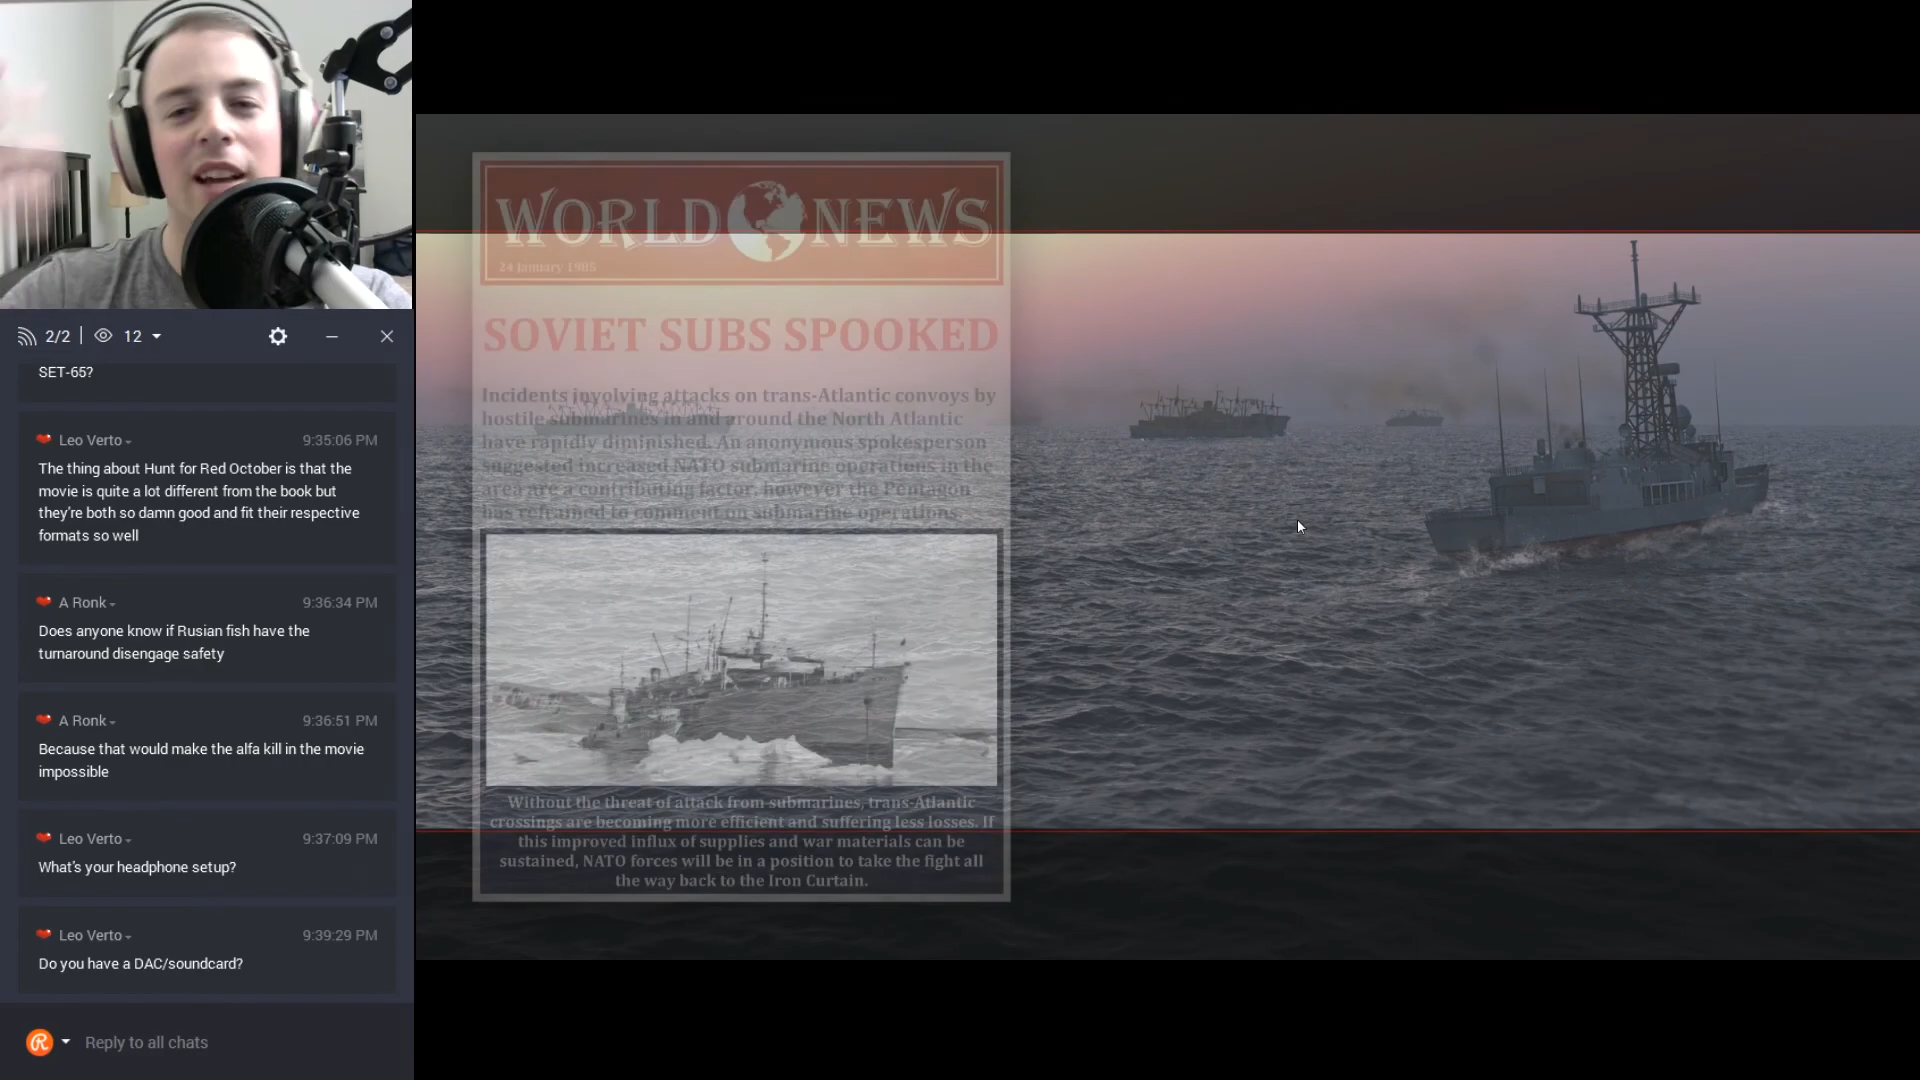 2/2
12
SET-65?
Leo Verto
9:35:06 PM
The thing about Hunt for Red October is that the
movie is quite a lot different from the book but
they're both so damn good and fit their respective
formats so well
A Ronk
9:36:34 PM
Does anyone know if Rusian fish have the
turnaround disengage safety
A Ronk
9:36:51 PM
Because that would make the alfa kill in the movie
impossible
Leo Verto
9:37:09 PM
What's your headphone setup?
Leo Verto
9:39:29 PM
Do you have a DAC/soundcard?
Reply to all chats
WORLD NEWS
24 January 1985
SOVIET SUBS SPOOKED
Incidents involving attacks on trans-Atlantic convoys by
hostile submarines in and around the North Atlantic
have rapidly diminished. An anonymous spokesperson
suggested increased NATO submarine operations in the
area are a contributing factor, however the Pentagon
has refrained to comment on submarine operations.
Without the threat of attack from submarines, trans-Atlantic
crossings are becoming more efficient and suffering less losses. If
this improved influx of supplies and war materials can be
sustained, NATO forces will be in a position to take the fight all
the way back to the Iron Curtain.